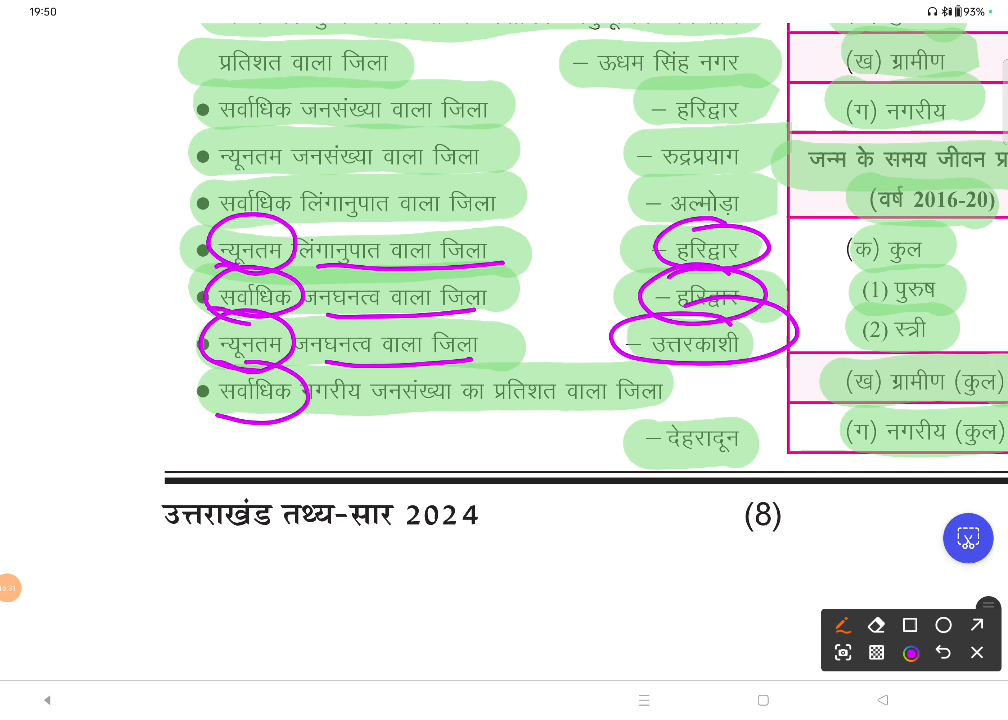 19:50
93%
प्रतिशत वाला जिला – ऊधम सिंह नगर
● सर्वाधिक जनसंख्या वाला जिला – हरिद्वार
● न्यूनतम जनसंख्या वाला जिला – रुद्रप्रयाग
● सर्वाधिक लिंगानुपात वाला जिला – अल्मोड़ा
● न्यूनतम लिंगानुपात वाला जिला – हरिद्वार
● सर्वाधिक जनघनत्व वाला जिला – हरिद्वार
● न्यूनतम जनघनत्व वाला जिला – उत्तरकाशी
● सर्वाधिक नगरीय जनसंख्या का प्रतिशत वाला जिला
– देहरादून
(ख) ग्रामीण
(ग) नगरीय
जन्म के समय जीवन
(वर्ष 2016-20)
(क) कुल
(1) पुरुष
(2) स्त्री
(ख) ग्रामीण (कुल)
(ग) नगरीय (कुल)
उत्तराखंड तथ्य-सार 2024 (8)